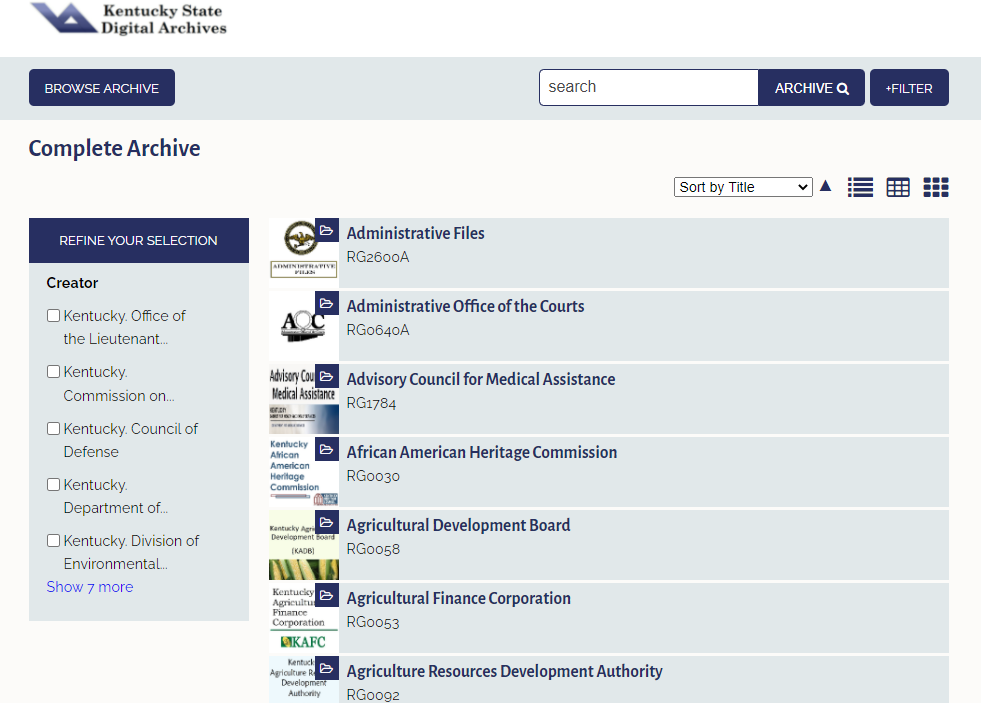 Kentucky State
Digital Archives
BROWSE ARCHIVE
search
ARCHIVE
+FILTER
Complete Archive
Sort by Title
REFINE YOUR SELECTION
Creator
Kentucky. Office of
the Lieutenant...
Kentucky.
Commission on...
Kentucky. Council of
Defense
Kentucky.
Department of...
Kentucky. Division of
Environmental...
Show 7 more
ADMINISTRATIVE
FILES
Administrative Files
RG2600A
AOC
Administrative Office of the Courts
RG0640A
Advisory Cou
Medical Assistance
Advisory Council for Medical Assistance
RG1784
Kentucky
African
American
Heritage
Commission
African American Heritage Commission
RG0030
Kentucky Agri
Development Board
(KADB)
Agricultural Development Board
RG0058
Kentucky
Agricultu
Finance
Corporation
KAFC
Agricultural Finance Corporation
RG0053
Kentuck
Agriculture R
Development
Authority
Agriculture Resources Development Authority
RG0092